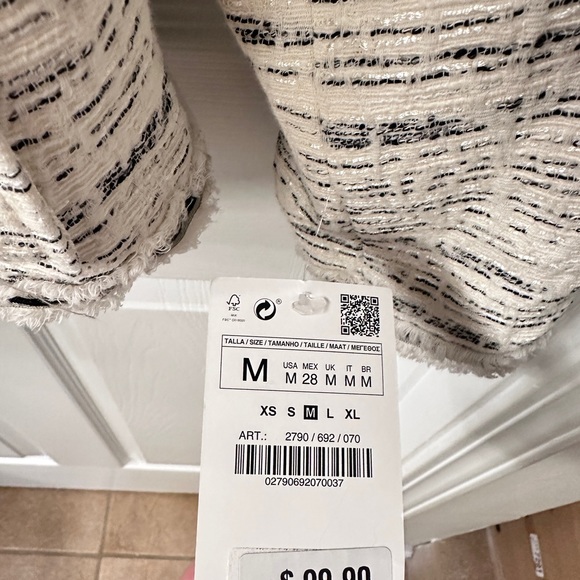 FSC
TALLA / SIZE / TAMANHO / TAILLE / MAAT / ΜΕΓΕΘΟΣ
M
USA MEX UK IT BR
M 28 M M M
XS S M L XL
ART.: 2790 / 692 / 070
02790692070037